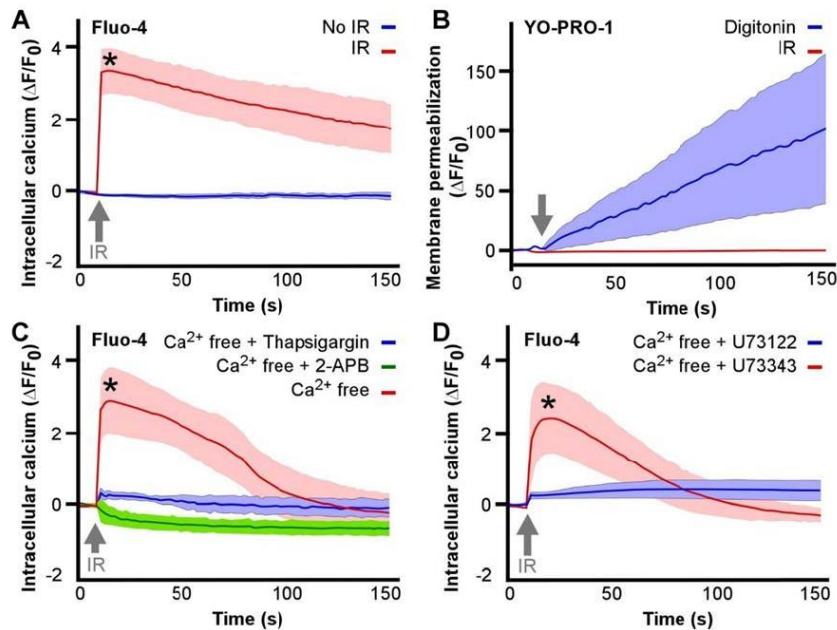 A
Fluo-4
No IR
IR
*
Intracellular calcium (ΔF/F0)
4
2
0
-2
IR
0
50
100
150
Time (s)
B
YO-PRO-1
Digitonin
IR
Membrane permeabilization
(ΔF/F0)
150
100
50
0
0
50
100
150
Time (s)
C
Fluo-4
Ca2+ free + Thapsigargin
Ca2+ free + 2-APB
Ca2+ free
*
Intracellular calcium (ΔF/F0)
4
2
0
-2
IR
0
50
100
150
Time (s)
D
Fluo-4
Ca2+ free + U73122
Ca2+ free + U73343
*
Intracellular calcium (ΔF/F0)
4
2
0
-2
IR
0
50
100
150
Time (s)